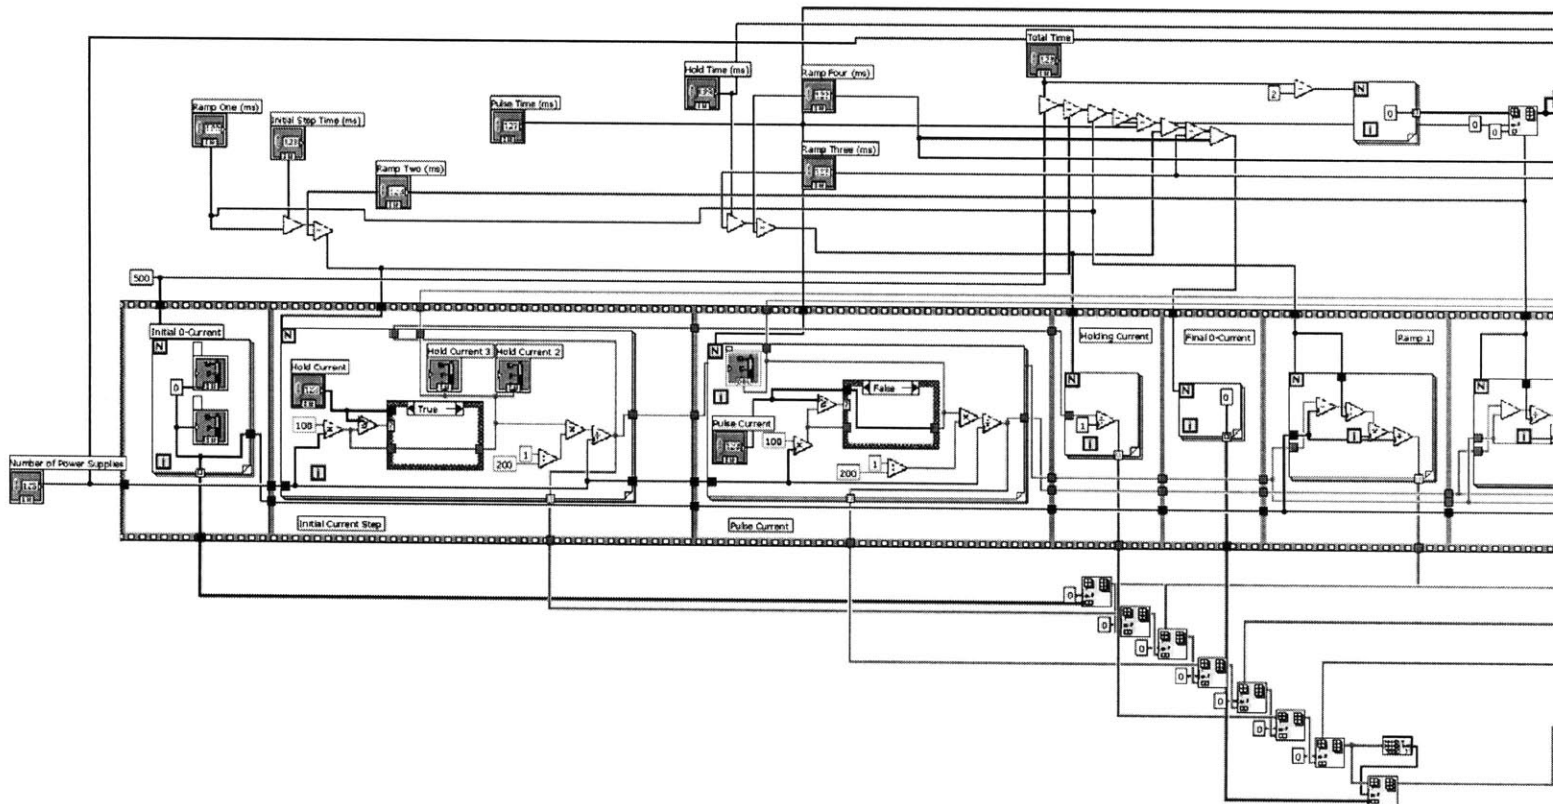 Total Time
Hold Time (ms)
Ramp Four (ms)
Ramp One (ms)
Pulse Time (ms)
Initial Step Time (ms)
2
N
0
i
0
0
Ramp Three (ms)
Ramp Two (ms)
500
Initial 0-Current
N
0
i
N
Hold Current 3
Hold Current 2
Hold Current
True
100
?
1
200
i
Initial Current Step
N
i
False
Pulse Current
100
?
1
200
Pulse Current
Holding Current
N
1
i
Final 0-Current
N
0
i
Ramp 1
N
i
N
i
Number of Power Supplies
0
0
0
0
0
0
0